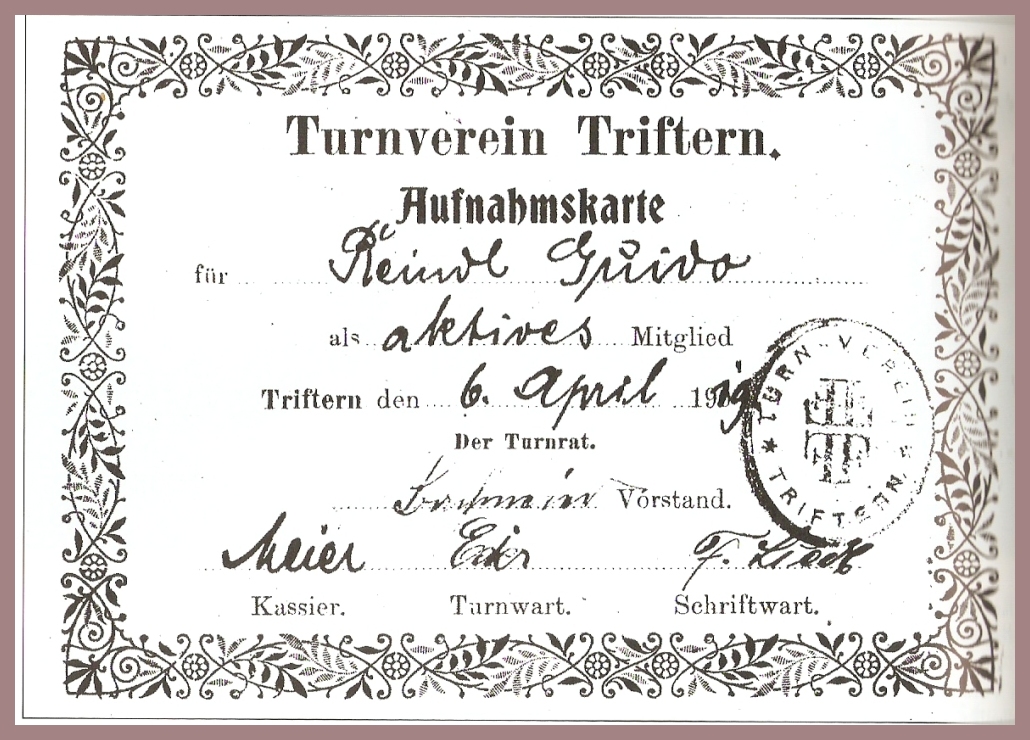 Turnverein Triftern.
Aufnahmskarte
für Reindl Guido
als aktives Mitglied
Triftern den 6. April 19
Der Turnrat.
Vorstand.
Meier Eder F.
Kassier. Turnwart. Schriftwart.
TURN-VEREIN
TRIFTERN